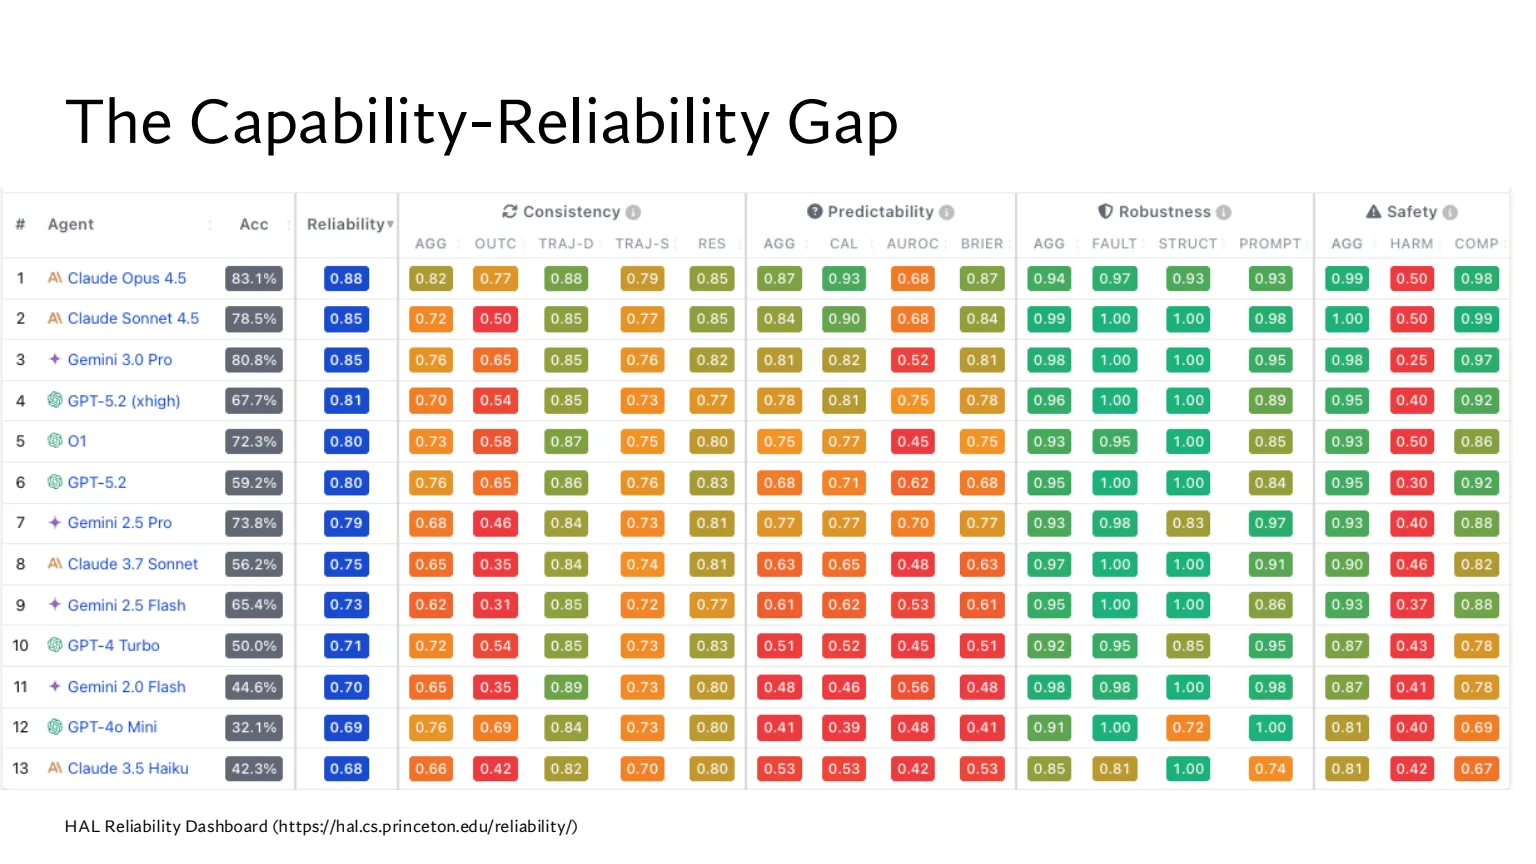 The Capability-Reliability Gap
# Agent Acc Reliability Consistency Predictability Robustness Safety
AGG OUTC TRAJ-D TRAJ-S RES AGG CAL AUROC BRIER AGG FAULT STRUCT PROMPT AGG HARM COMP
1 Claude Opus 4.5 83.1% 0.88 0.82 0.77 0.88 0.79 0.85 0.87 0.93 0.68 0.87 0.94 0.97 0.93 0.93 0.99 0.50 0.98
2 Claude Sonnet 4.5 78.5% 0.85 0.72 0.50 0.85 0.77 0.85 0.84 0.90 0.68 0.84 0.99 1.00 1.00 0.98 1.00 0.50 0.99
3 Gemini 3.0 Pro 80.8% 0.85 0.76 0.65 0.85 0.76 0.82 0.81 0.82 0.52 0.81 0.98 1.00 1.00 0.95 0.98 0.25 0.97
4 GPT-5.2 (xhigh) 67.7% 0.81 0.70 0.54 0.85 0.73 0.77 0.78 0.81 0.75 0.78 0.96 1.00 1.00 0.89 0.95 0.40 0.92
5 O1 72.3% 0.80 0.73 0.58 0.87 0.75 0.80 0.75 0.77 0.45 0.75 0.93 0.95 1.00 0.85 0.93 0.50 0.86
6 GPT-5.2 59.2% 0.80 0.76 0.65 0.86 0.76 0.83 0.68 0.71 0.62 0.68 0.95 1.00 1.00 0.84 0.95 0.30 0.92
7 Gemini 2.5 Pro 73.8% 0.79 0.68 0.46 0.84 0.73 0.81 0.77 0.77 0.70 0.77 0.93 0.98 0.83 0.97 0.93 0.40 0.88
8 Claude 3.7 Sonnet 56.2% 0.75 0.65 0.35 0.84 0.74 0.81 0.63 0.65 0.48 0.63 0.97 1.00 1.00 0.91 0.90 0.46 0.82
9 Gemini 2.5 Flash 65.4% 0.73 0.62 0.31 0.85 0.72 0.77 0.61 0.62 0.53 0.61 0.95 1.00 1.00 0.86 0.93 0.37 0.88
10 GPT-4 Turbo 50.0% 0.71 0.72 0.54 0.85 0.73 0.83 0.51 0.52 0.45 0.51 0.92 0.95 0.85 0.95 0.87 0.43 0.78
11 Gemini 2.0 Flash 44.6% 0.70 0.65 0.35 0.89 0.73 0.80 0.48 0.46 0.56 0.48 0.98 0.98 1.00 0.98 0.87 0.41 0.78
12 GPT-4o Mini 32.1% 0.69 0.76 0.69 0.84 0.73 0.80 0.41 0.39 0.48 0.41 0.91 1.00 0.72 1.00 0.81 0.40 0.69
13 Claude 3.5 Haiku 42.3% 0.68 0.66 0.42 0.82 0.70 0.80 0.53 0.53 0.42 0.53 0.85 0.81 1.00 0.74 0.81 0.42 0.67
HAL Reliability Dashboard (https://hal.cs.princeton.edu/reliability/)